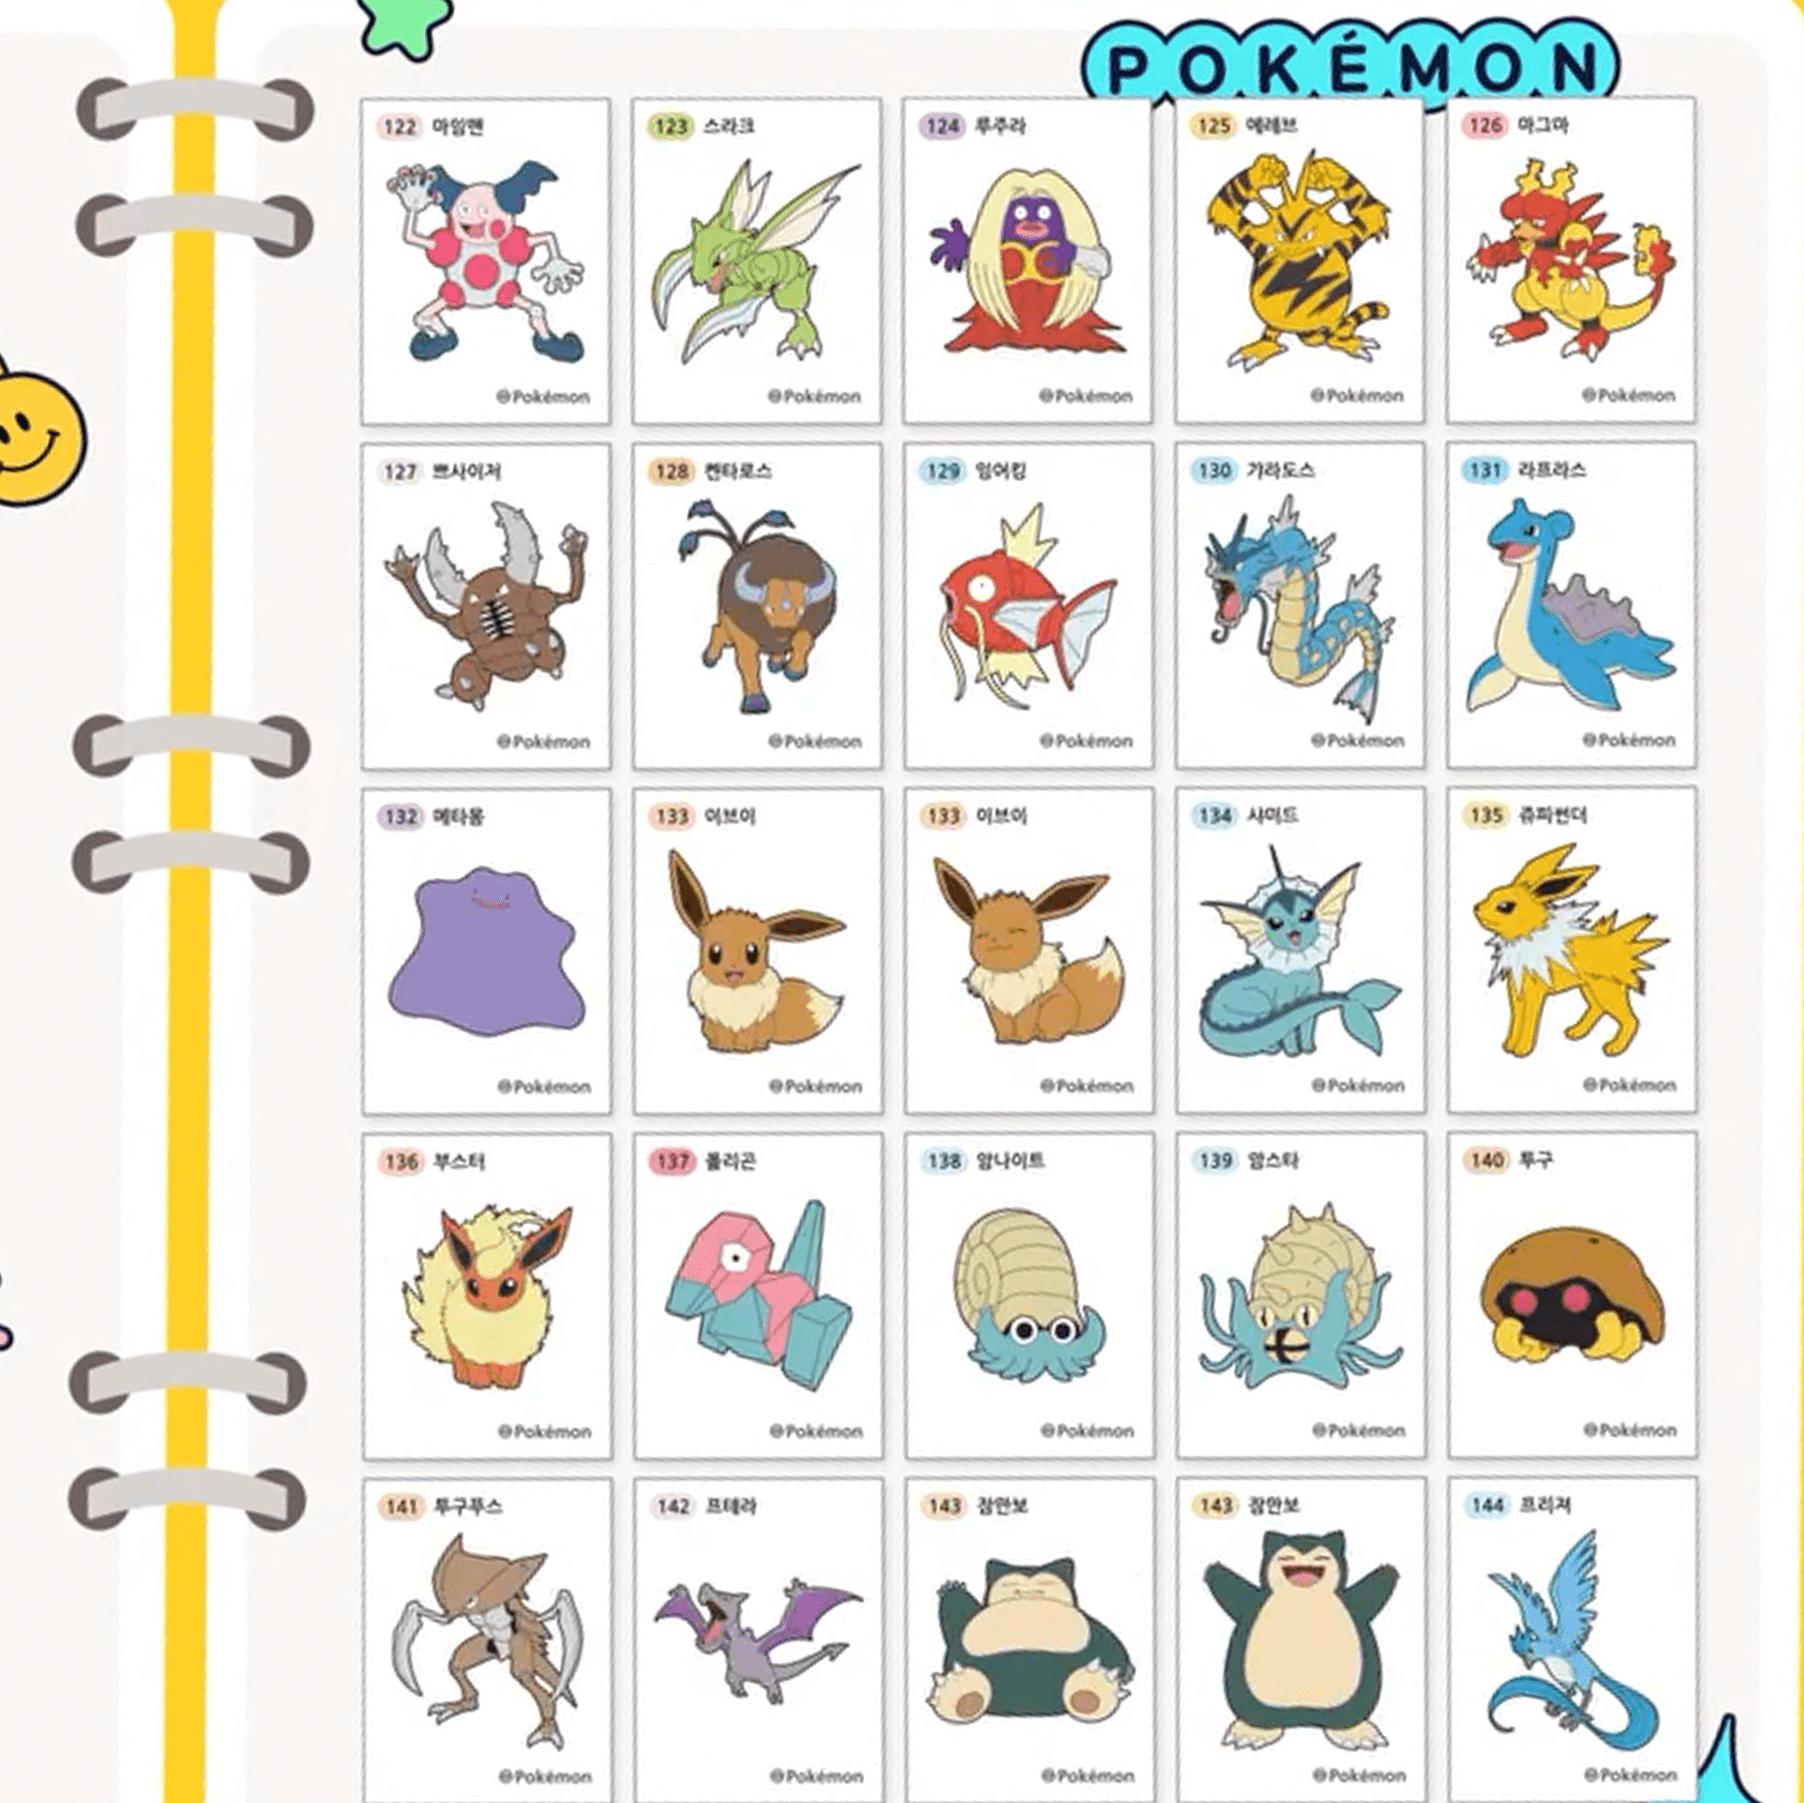 POKÉMON
122 마임맨
©Pokémon
123 스라크
©Pokémon
124 루주라
©Pokémon
125 에레브
©Pokémon
126 마그마
©Pokémon
127 쁘사이저
©Pokémon
128 켄타로스
©Pokémon
129 잉어킹
©Pokémon
130 갸라도스
©Pokémon
131 라프라스
©Pokémon
132 메타몽
©Pokémon
133 이브이
©Pokémon
133 이브이
©Pokémon
134 샤미드
©Pokémon
135 쥬피썬더
©Pokémon
136 부스터
©Pokémon
137 폴리곤
©Pokémon
138 암나이트
©Pokémon
139 암스타
©Pokémon
140 투구
©Pokémon
141 투구푸스
©Pokémon
142 프테라
©Pokémon
143 잠만보
©Pokémon
143 잠만보
©Pokémon
144 프리져
©Pokémon